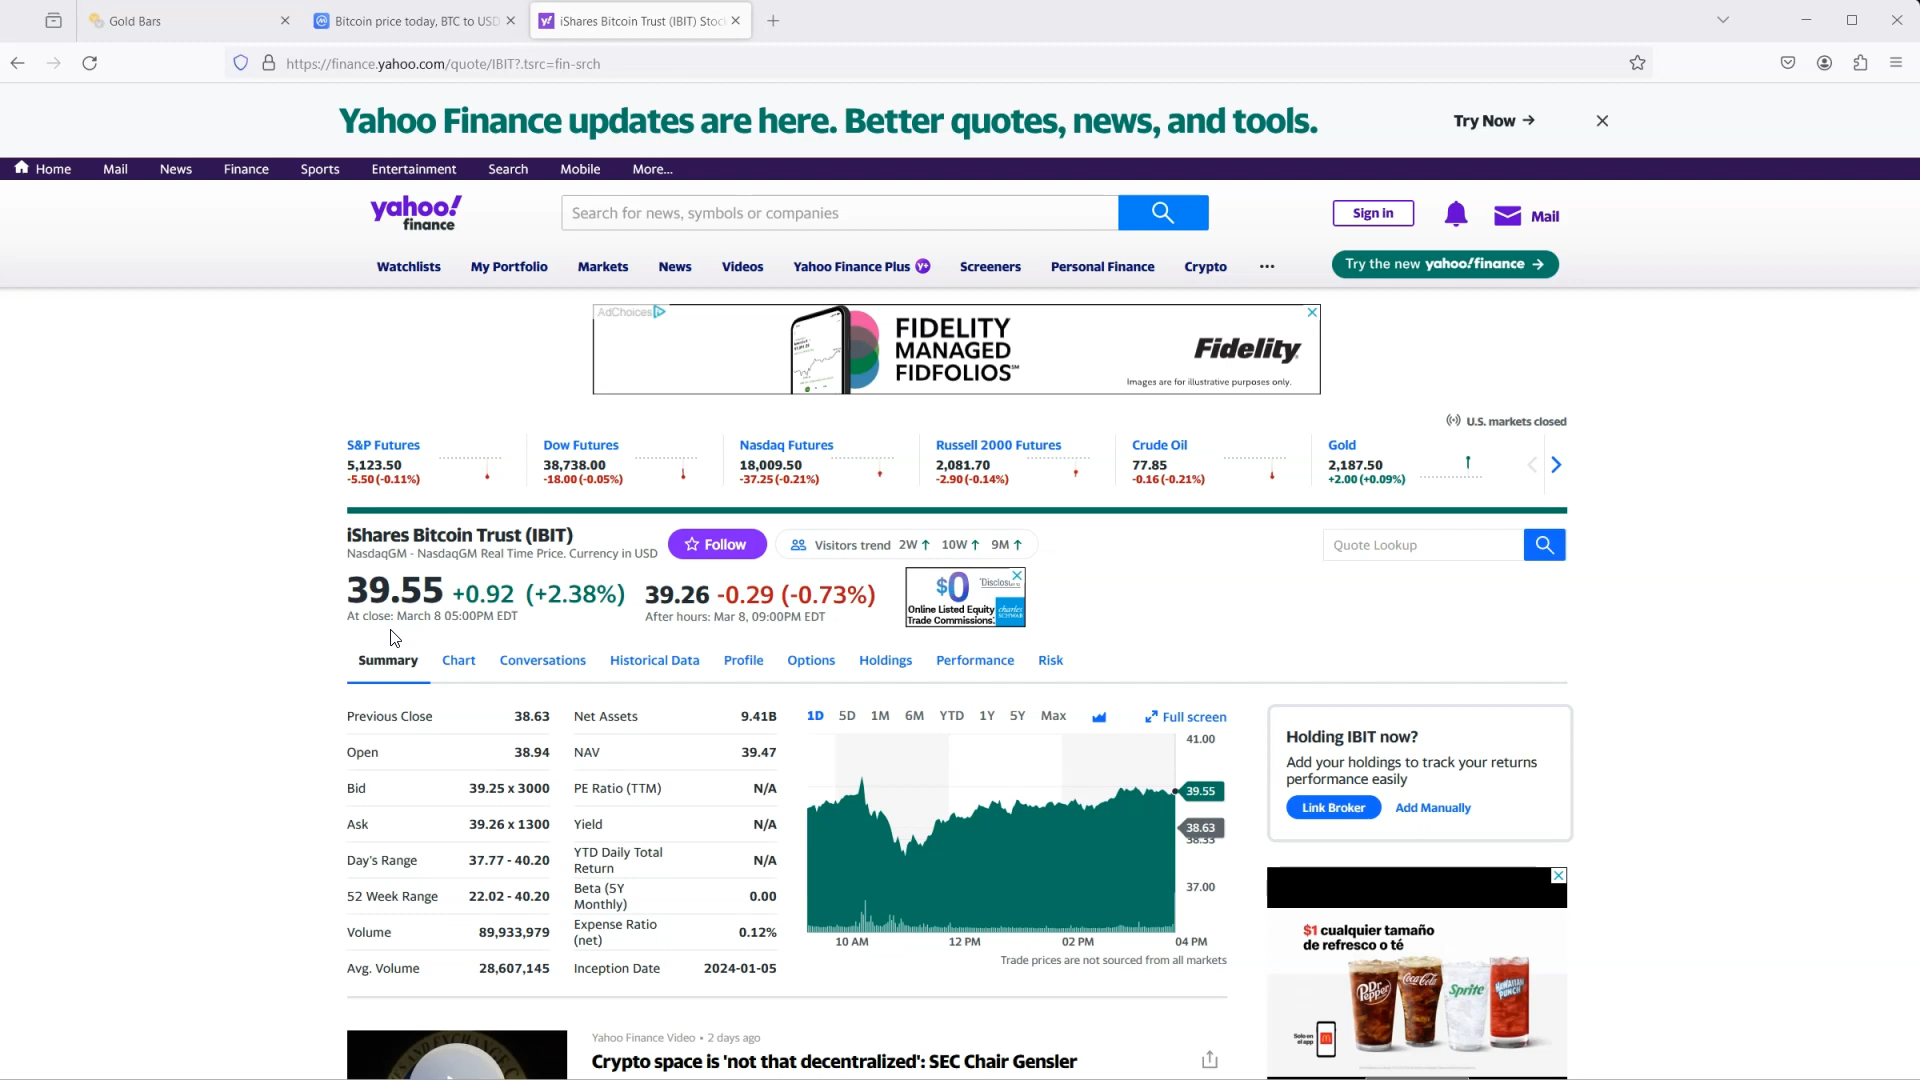 Gold Bars
Bitcoin price today, BTC to USD
iShares Bitcoin Trust (IBIT) Stoc
https://finance.yahoo.com/quote/IBIT?.tsrc=fin-srch
Yahoo Finance updates are here. Better quotes, news, and tools.
Try Now →
Home Mail News Finance Sports Entertainment Search Mobile More...
yahoo!
finance
Search for news, symbols or companies
Sign in
Mail
Watchlists My Portfolio Markets News Videos Yahoo Finance Plus Y+ Screeners Personal Finance Crypto ...
Try the new yahoo!finance →
AdChoices
FIDELITY
MANAGED
FIDFOLIOS℠
Fidelity
Images are for illustrative purposes only.
U.S. markets closed
S&P Futures
5,123.50
-5.50 (-0.11%)
Dow Futures
38,738.00
-18.00 (-0.05%)
Nasdaq Futures
18,009.50
-37.25 (-0.21%)
Russell 2000 Futures
2,081.70
-2.90 (-0.14%)
Crude Oil
77.85
-0.16 (-0.21%)
Gold
2,187.50
+2.00 (+0.09%)
iShares Bitcoin Trust (IBIT)
NasdaqGM - NasdaqGM Real Time Price. Currency in USD
Follow
Visitors trend 2W↑ 10W↑ 9M↑
Quote Lookup
39.55 +0.92 (+2.38%)
At close: March 8 05:00PM EDT
39.26 -0.29 (-0.73%)
After hours: Mar 8, 09:00PM EDT
$0
Online Listed Equity
Trade Commissions.
charles
SCHWAB
Summary Chart Conversations Historical Data Profile Options Holdings Performance Risk
Previous Close 38.63
Open 38.94
Bid 39.25 x 3000
Ask 39.26 x 1300
Day's Range 37.77 - 40.20
52 Week Range 22.02 - 40.20
Volume 89,933,979
Avg. Volume 28,607,145
Net Assets 9.41B
NAV 39.47
PE Ratio (TTM) N/A
Yield N/A
YTD Daily Total
Return N/A
Beta (5Y
Monthly) 0.00
Expense Ratio
(net) 0.12%
Inception Date 2024-01-05
1D 5D 1M 6M YTD 1Y 5Y Max
Full screen
41.00
39.55
38.63
38.33
37.00
10 AM 12 PM 02 PM 04 PM
Trade prices are not sourced from all markets
Holding IBIT now?
Add your holdings to track your returns
performance easily
Link Broker Add Manually
$1 cualquier tamaño
de refresco o té
Dr Pepper
Coca-Cola
Sprite
HAWAIIAN
PUNCH
Solo en
el app
Yahoo Finance Video • 2 days ago
Crypto space is 'not that decentralized': SEC Chair Gensler